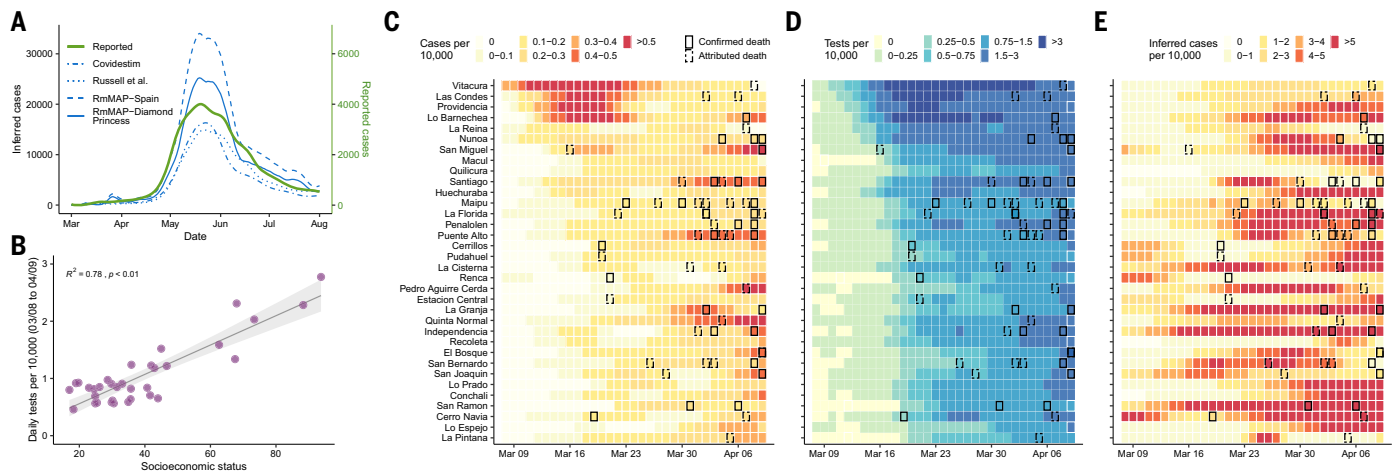 A
30000
20000
10000
0
Inferred cases
Reported
Covidestim
Russell et al.
RmMAP−Spain
RmMAP−Diamond
Princess
6000
4000
2000
0
Reported cases
Mar
Apr
May
Jun
Jul
Aug
Date
B
R² = 0.78 , p < 0.01
3
2
1
0
Daily tests per 10,000 (03/08 to 04/09)
20
40
60
80
Socioeconomic status
C
Cases per
10,000
0
0−0.1
0.1−0.2
0.2−0.3
0.3−0.4
0.4−0.5
>0.5
Confirmed death
Attributed death
Vitacura
Las Condes
Providencia
Lo Barnechea
La Reina
Nunoa
San Miguel
Macul
Quilicura
Santiago
Huechuraba
Maipu
La Florida
Penalolen
Puente Alto
Cerrillos
Pudahuel
La Cisterna
Renca
Pedro Aguirre Cerda
Estacion Central
La Granja
Quinta Normal
Independencia
Recoleta
El Bosque
San Bernardo
San Joaquin
Lo Prado
Conchali
San Ramon
Cerro Navia
Lo Espejo
La Pintana
Mar 09
Mar 16
Mar 23
Mar 30
Apr 06
D
Tests per
10,000
0
0−0.25
0.25−0.5
0.5−0.75
0.75−1.5
1.5−3
>3
Mar 09
Mar 16
Mar 23
Mar 30
Apr 06
E
Inferred cases
per 10,000
0
0−1
1−2
2−3
3−4
4−5
>5
Mar 09
Mar 16
Mar 23
Mar 30
Apr 06